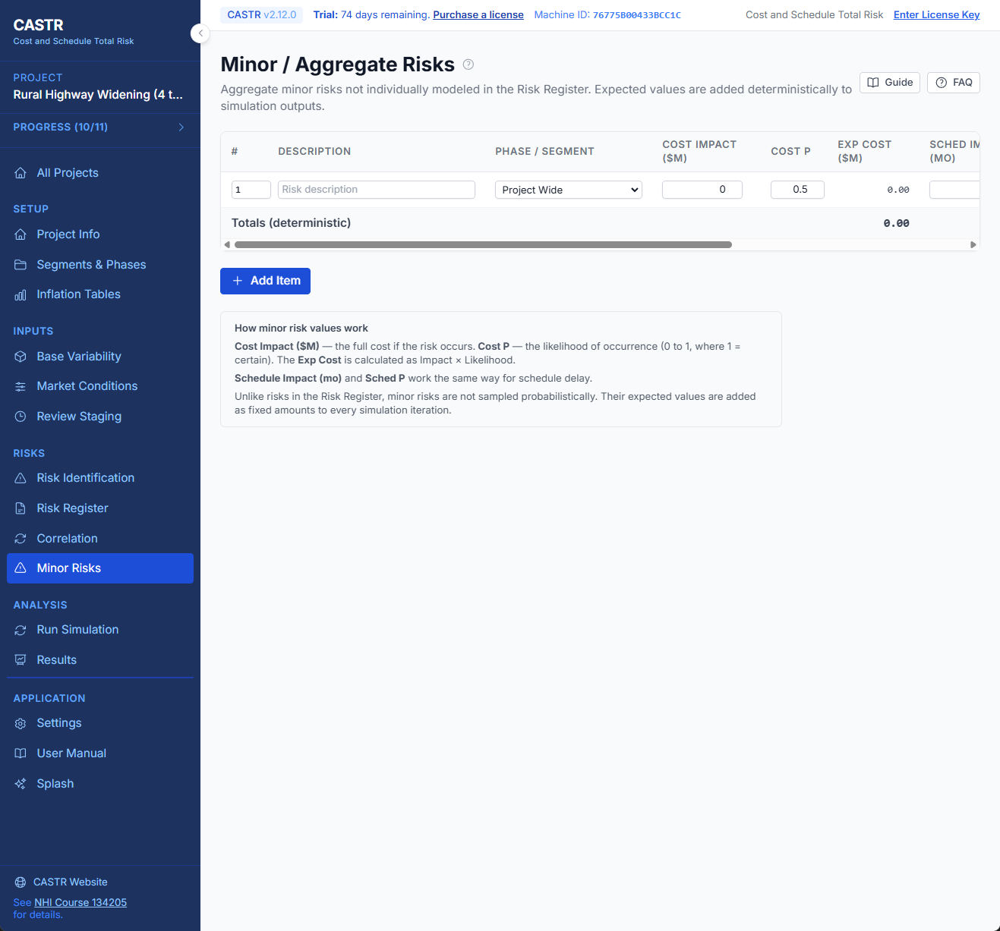 CASTR
Cost and Schedule Total Risk
PROJECT
Rural Highway Widening (4 t...
PROGRESS (10/11)
All Projects
SETUP
Project Info
Segments & Phases
Inflation Tables
INPUTS
Base Variability
Market Conditions
Review Staging
RISKS
Risk Identification
Risk Register
Correlation
Minor Risks
ANALYSIS
Run Simulation
Results
APPLICATION
Settings
User Manual
Splash
CASTR Website
See NHI Course 134205
for details.
CASTR v2.12.0 Trial: 74 days remaining. Purchase a license Machine ID: 76775B00433BCC1C Cost and Schedule Total Risk Enter License Key
Minor / Aggregate Risks
Aggregate minor risks not individually modeled in the Risk Register. Expected values are added deterministically to
simulation outputs.
Guide
FAQ
# DESCRIPTION PHASE / SEGMENT COST IMPACT ($M) COST P EXP COST ($M) SCHED IM (MO)
1 Risk description Project Wide 0 0.5 0.00
Totals (deterministic) 0.00
Add Item
How minor risk values work
Cost Impact ($M) — the full cost if the risk occurs. Cost P — the likelihood of occurrence (0 to 1, where 1 =
certain). The Exp Cost is calculated as Impact × Likelihood.
Schedule Impact (mo) and Sched P work the same way for schedule delay.
Unlike risks in the Risk Register, minor risks are not sampled probabilistically. Their expected values are added
as fixed amounts to every simulation iteration.